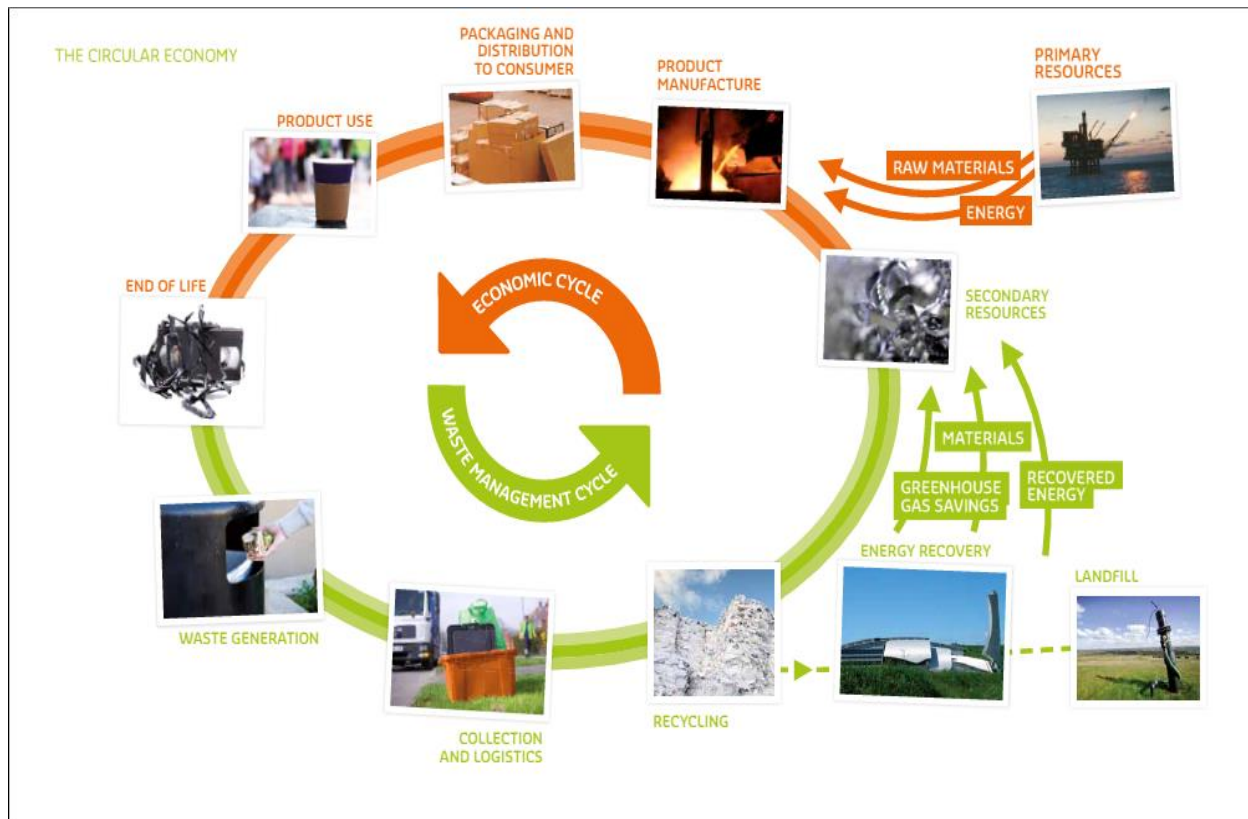 THE CIRCULAR ECONOMY
PACKAGING AND
DISTRIBUTION
TO CONSUMER
PRODUCT
MANUFACTURE
PRIMARY
RESOURCES
PRODUCT USE
RAW MATERIALS
ENERGY
END OF LIFE
ECONOMIC CYCLE
SECONDARY
RESOURCES
WASTE MANAGEMENT CYCLE
MATERIALS
GREENHOUSE
GAS SAVINGS
RECOVERED
ENERGY
ENERGY RECOVERY
LANDFILL
WASTE GENERATION
RECYCLING
COLLECTION
AND LOGISTICS